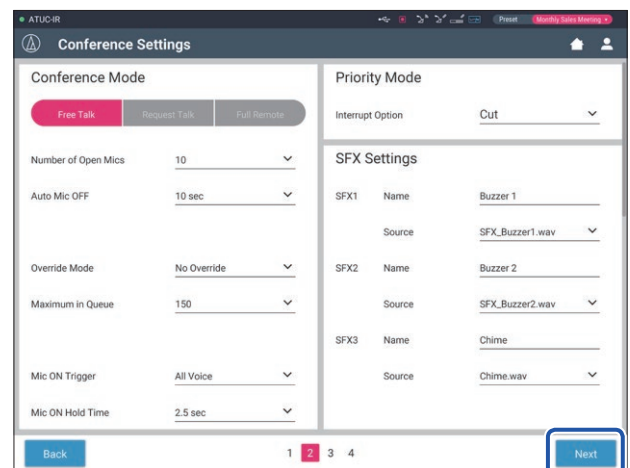 ATUC-IR
Preset Monthly Sales Meeting
Conference Settings
Conference Mode
Free Talk Request Talk Full Remote
Number of Open Mics 10
Auto Mic OFF 10 sec
Override Mode No Override
Maximum in Queue 150
Mic ON Trigger All Voice
Mic ON Hold Time 2.5 sec
Priority Mode
Interrupt Option Cut
SFX Settings
SFX1 Name Buzzer 1
Source SFX_Buzzer1.wav
SFX2 Name Buzzer 2
Source SFX_Buzzer2.wav
SFX3 Name Chime
Source Chime.wav
Back 1 2 3 4 Next